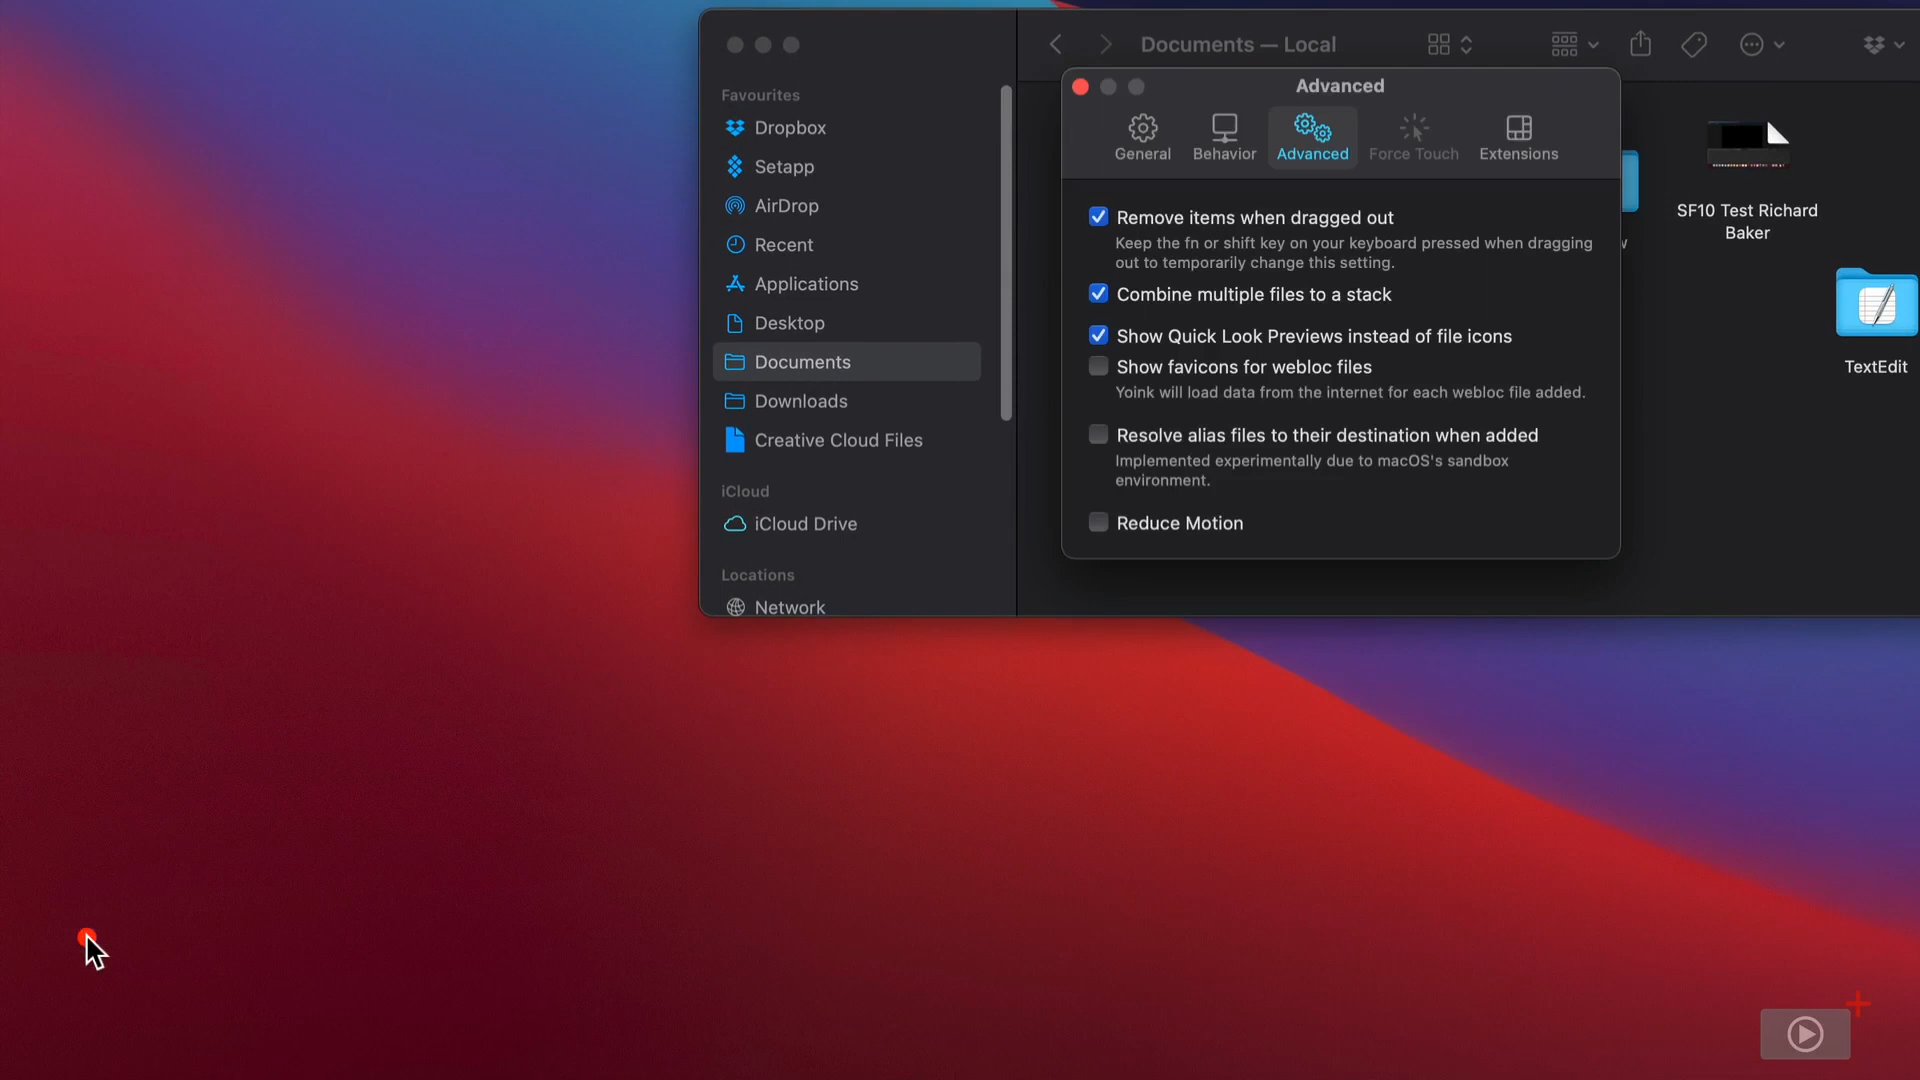 Documents — Local
Favourites
Dropbox
Setapp
AirDrop
Recent
Applications
Desktop
Documents
Downloads
Creative Cloud Files
iCloud
iCloud Drive
Locations
Network
Advanced
General
Behavior
Advanced
Force Touch
Extensions
Remove items when dragged out
Keep the fn or shift key on your keyboard pressed when dragging
out to temporarily change this setting.
Combine multiple files to a stack
Show Quick Look Previews instead of file icons
Show favicons for webloc files
Yoink will load data from the internet for each webloc file added.
Resolve alias files to their destination when added
Implemented experimentally due to macOS's sandbox
environment.
Reduce Motion
SF10 Test Richard
Baker
TextEdit